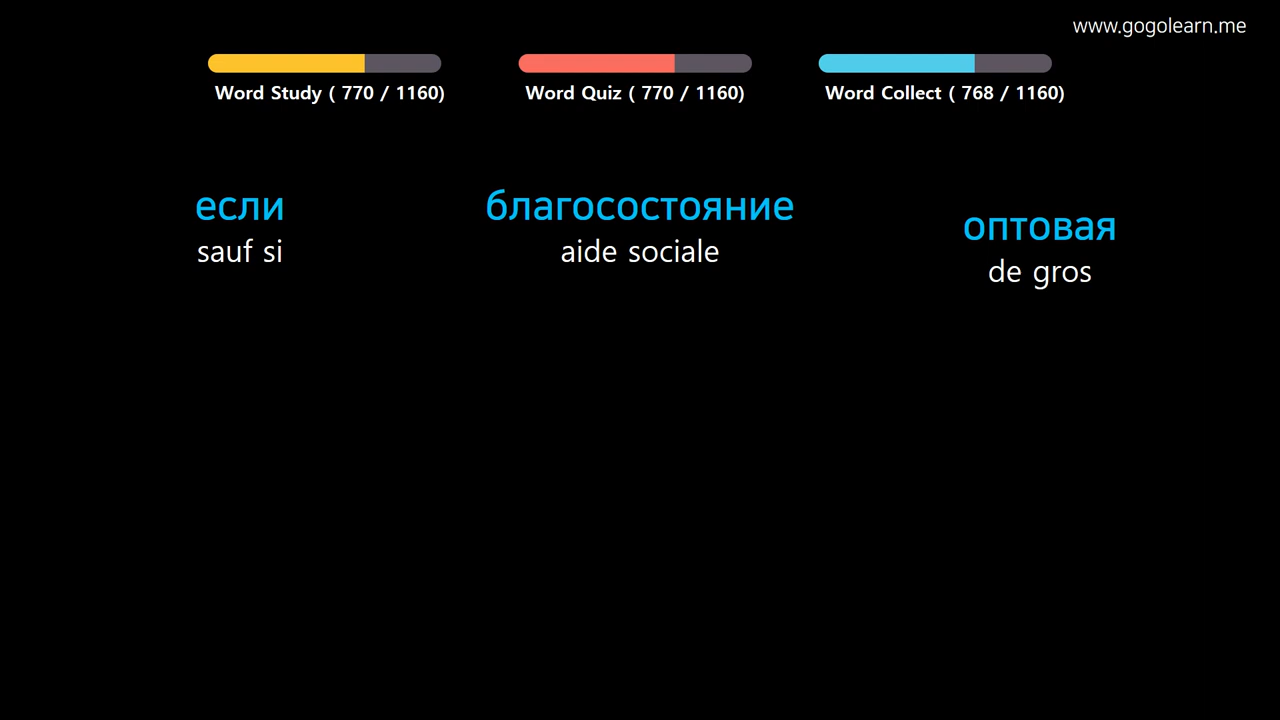 www.gogolearn.me
Word Study ( 770 / 1160)
Word Quiz ( 770 / 1160)
Word Collect ( 768 / 1160)
если
sauf si
благосостояние
aide sociale
оптовая
de gros